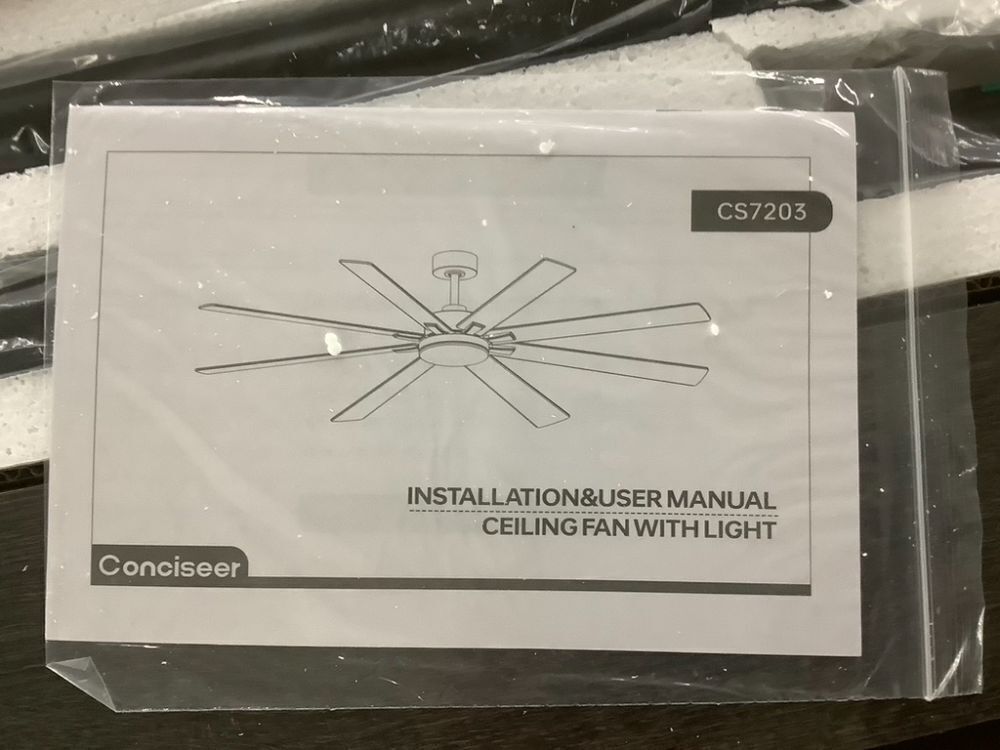 CS7203
INSTALLATION&USER MANUAL
CEILING FAN WITH LIGHT
Conciseer